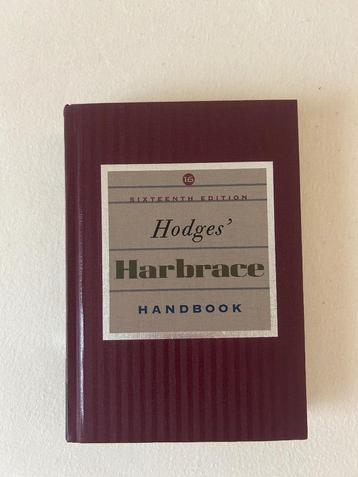 16
SIXTEENTH EDITION
Hodges'
Harbrace
HANDBOOK